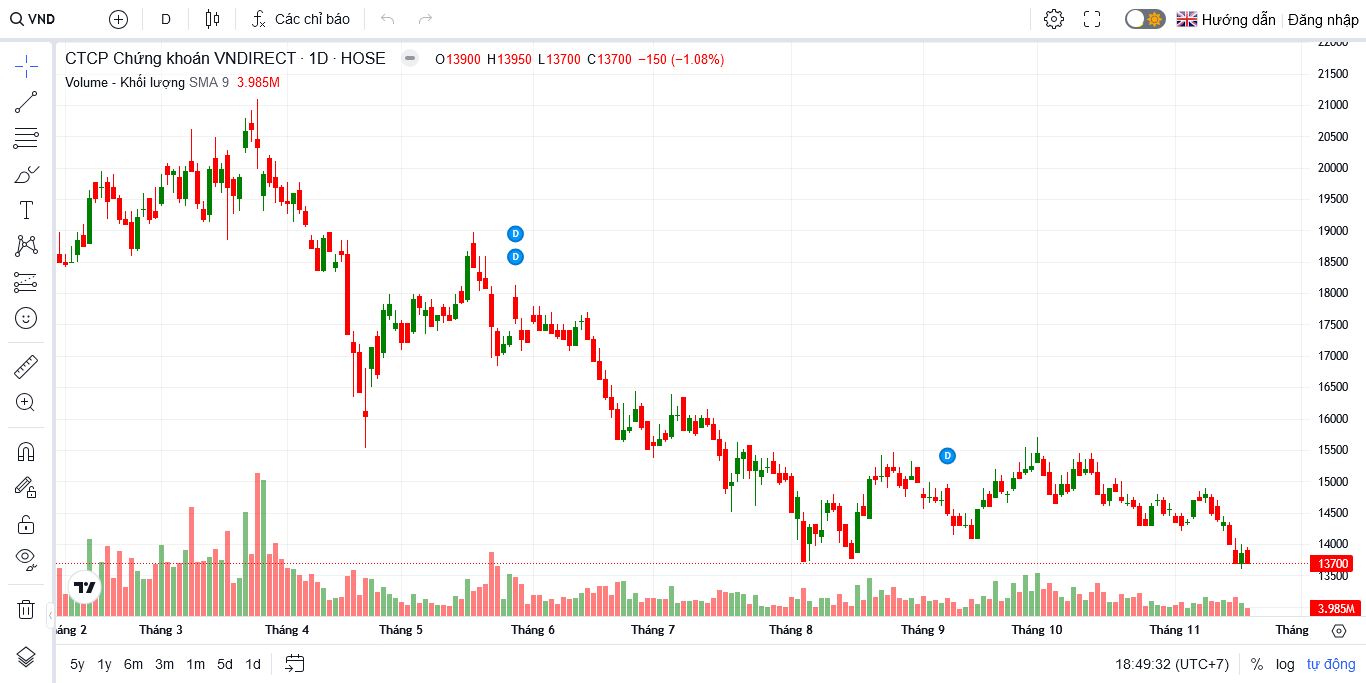 VND
D
Các chỉ báo
Hướng dẫn
Đăng nhập
CTCP Chứng khoán VNDIRECT · 1D · HOSE
O13900 H13950 L13700 C13700 −150 (−1.08%)
Volume - Khối lượng SMA 9 3.985M
D
D
D
22000
21500
21000
20500
20000
19500
19000
18500
18000
17500
17000
16500
16000
15500
15000
14500
14000
13700
13500
3.985M
áng 2
Tháng 3
Tháng 4
Tháng 5
Tháng 6
Tháng 7
Tháng 8
Tháng 9
Tháng 10
Tháng 11
Tháng
5y 1y 6m 3m 1m 5d 1d
18:49:32 (UTC+7)
% log tự động